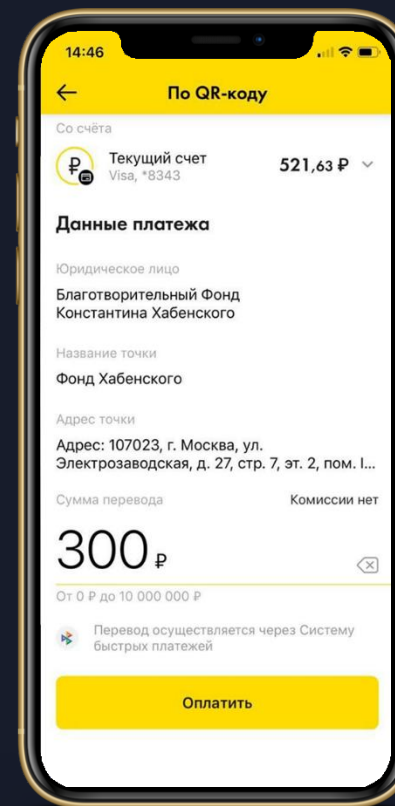 14:46
По QR-коду
Со счёта
₽
Текущий счет
521,63 ₽
Visa, *8343
Данные платежа
Юридическое лицо
Благотворительный Фонд
Константина Хабенского
Название точки
Фонд Хабенского
Адрес точки
Адрес: 107023, г. Москва, ул.
Электрозаводская, д. 27, стр. 7, эт. 2, пом. I...
Сумма перевода
Комиссии нет
300 ₽
От 0 ₽ до 10 000 000 ₽
Перевод осуществляется через Систему
быстрых платежей
Оплатить